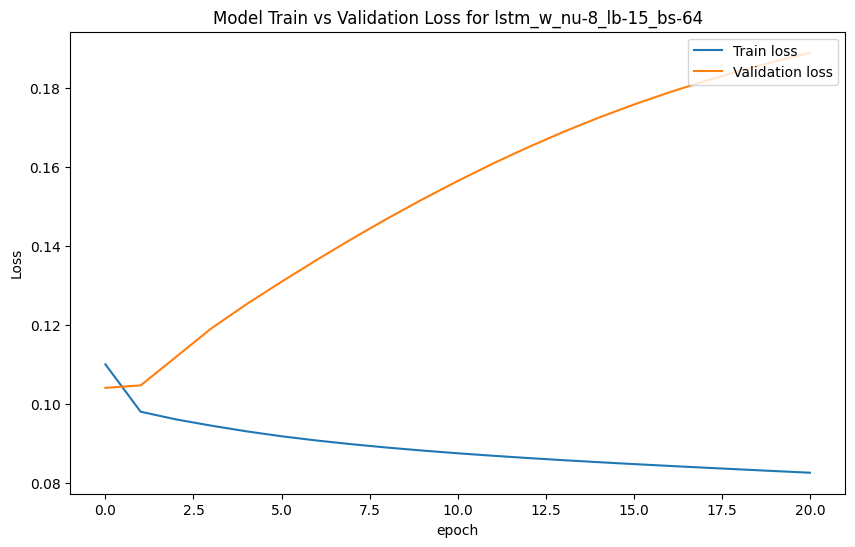 Model Train vs Validation Loss for lstm_w_nu-8_lb-15_bs-64
Train loss
Validation loss
Loss
0.18
0.16
0.14
0.12
0.10
0.08
0.0 2.5 5.0 7.5 10.0 12.5 15.0 17.5 20.0
epoch